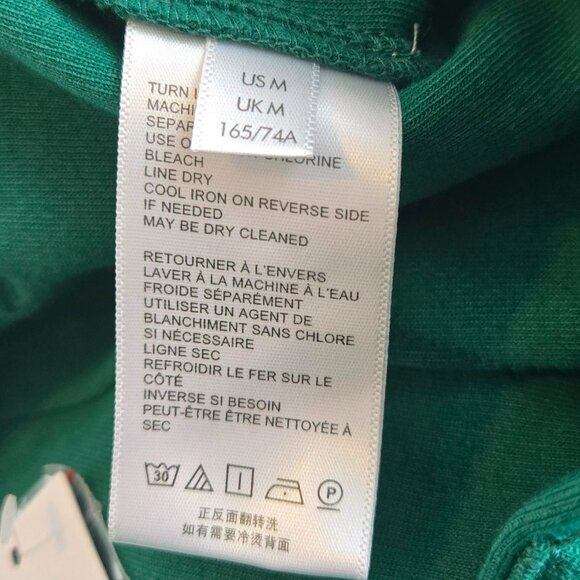 US M
UK M
165/74A
TURN
MACHI
SEPAR
USE O CHLORINE
BLEACH
LINE DRY
COOL IRON ON REVERSE SIDE
IF NEEDED
MAY BE DRY CLEANED
RETOURNER À L'ENVERS
LAVER À LA MACHINE À L'EAU
FROIDE SÉPARÉMENT
UTILISER UN AGENT DE
BLANCHIMENT SANS CHLORE
SI NÉCESSAIRE
LIGNE SEC
REFROIDIR LE FER SUR LE
CÔTÉ
INVERSE SI BESOIN
PEUT-ÊTRE ÊTRE NETTOYÉE À
SEC
30 P
正反面翻转洗
如有需要冷烫背面